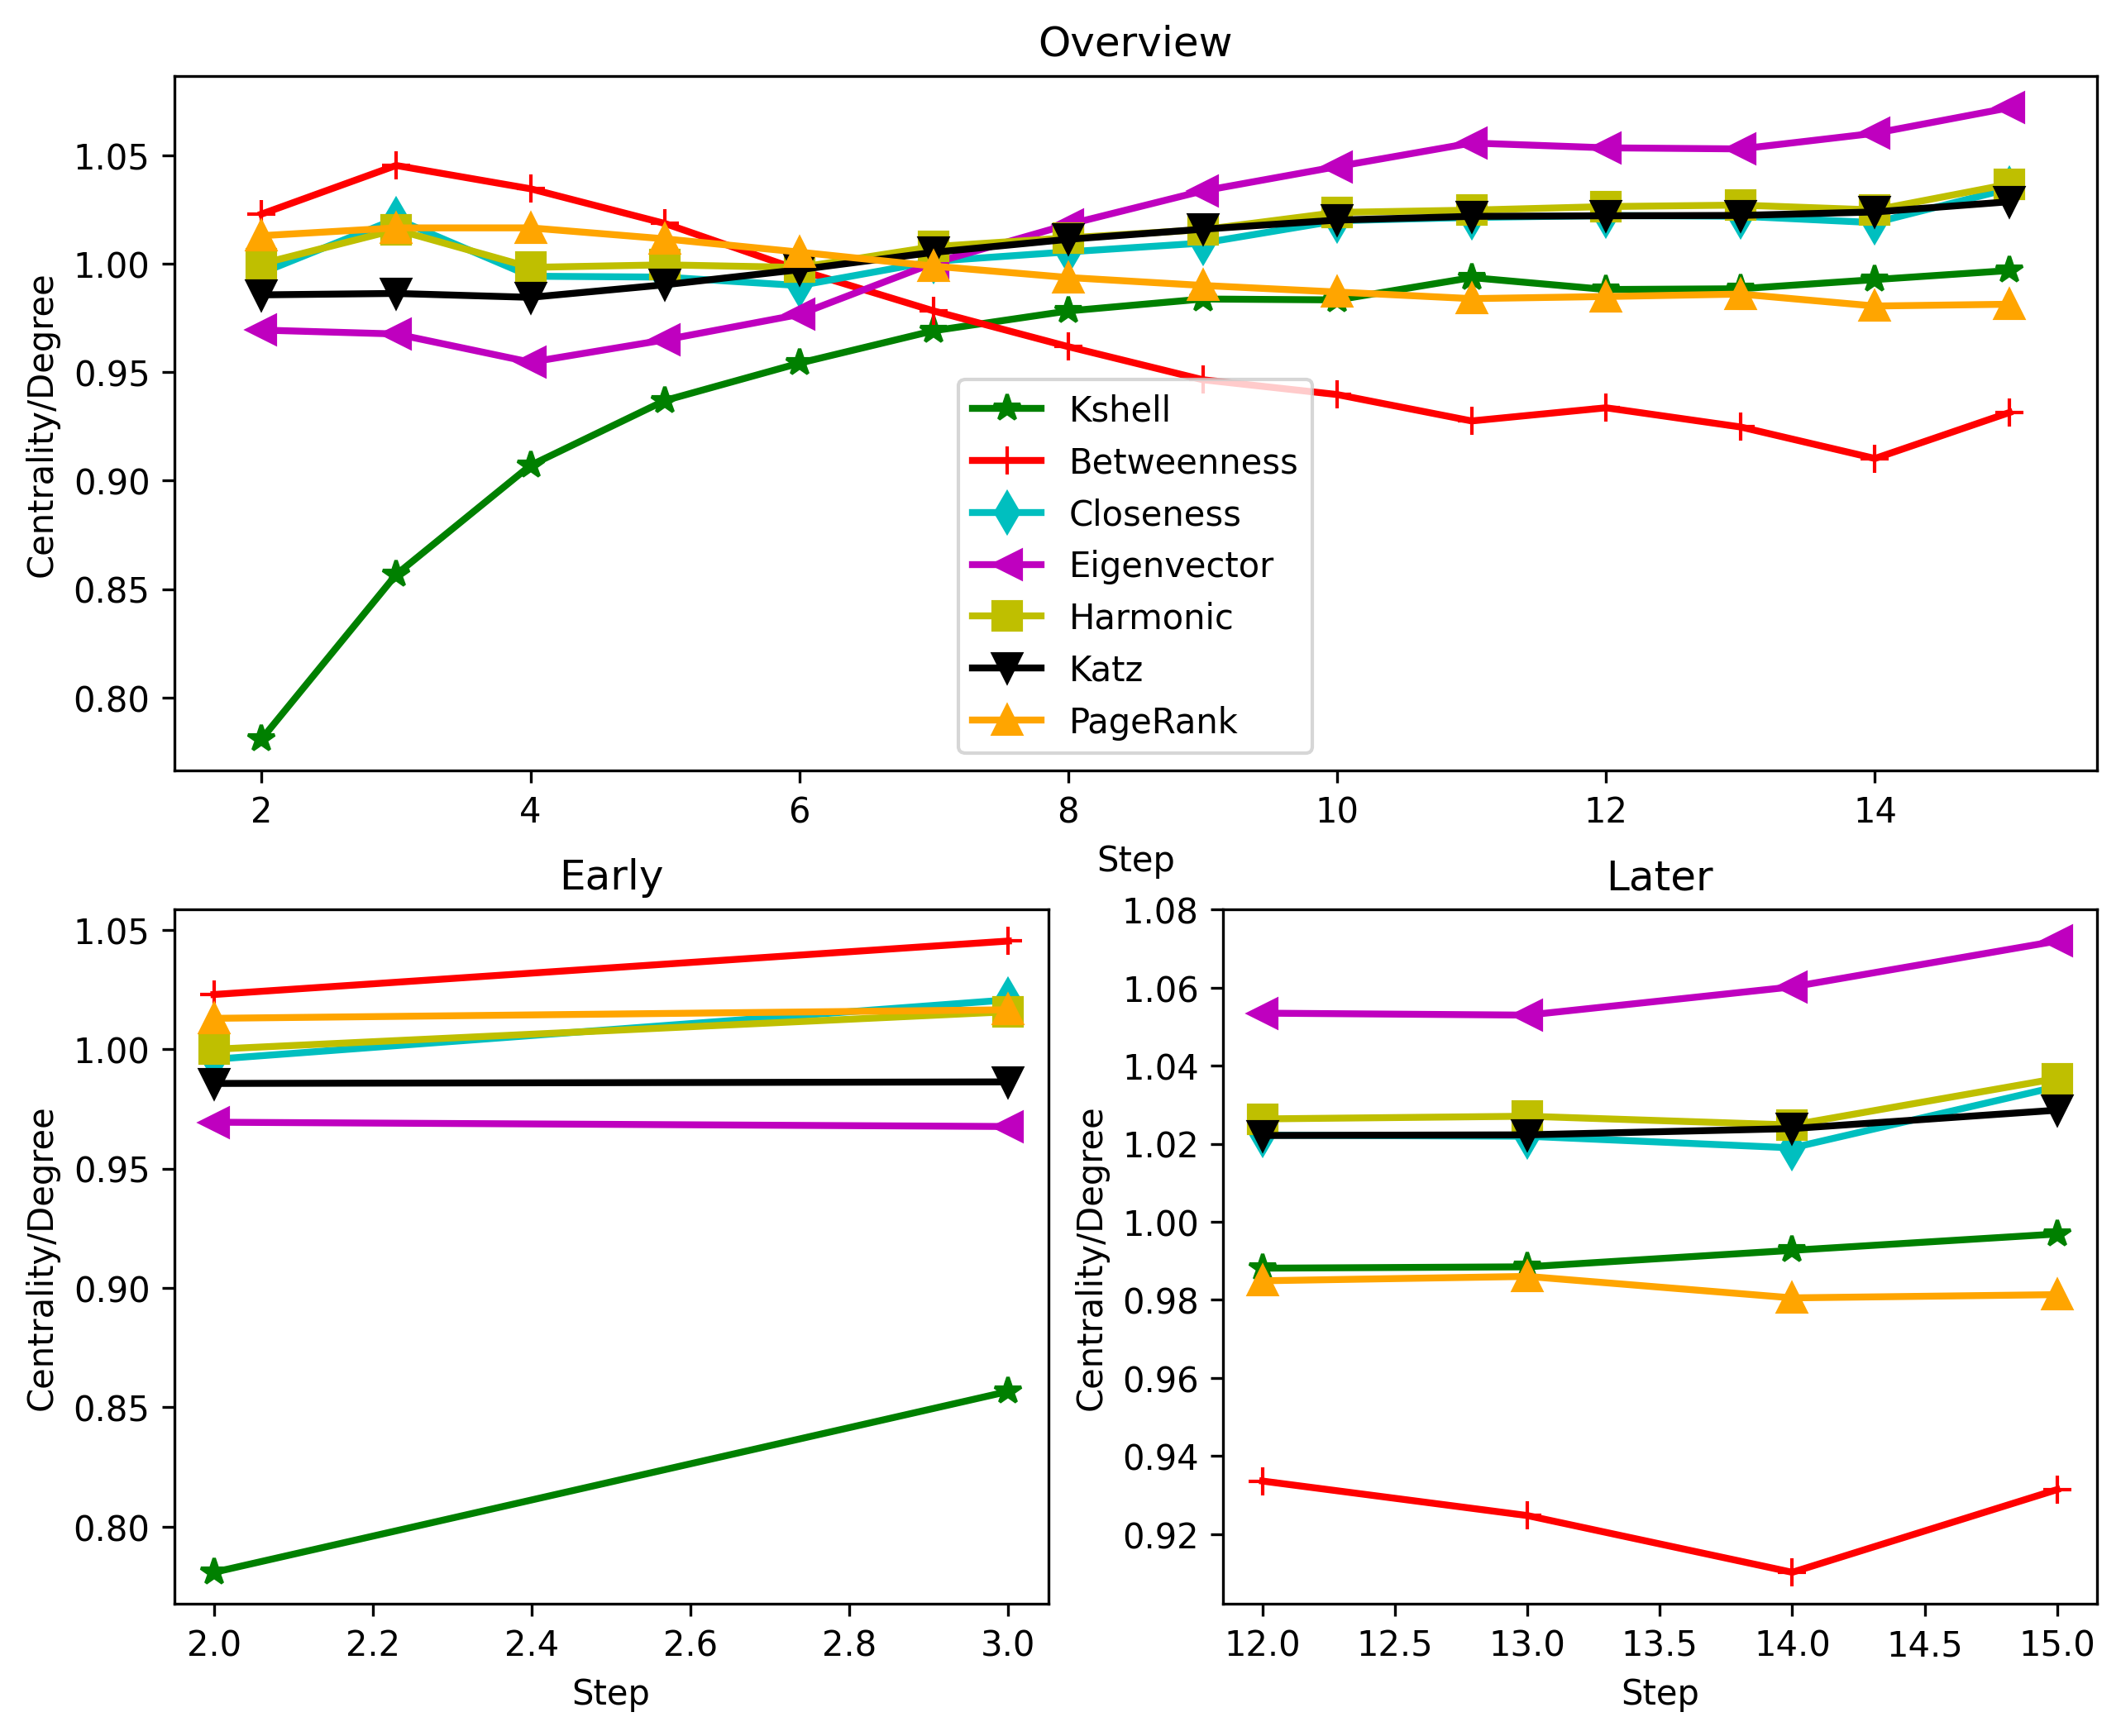 Overview
Centrality/Degree
1.05
1.00
0.95
0.90
0.85
0.80
Kshell
Betweenness
Closeness
Eigenvector
Harmonic
Katz
PageRank
2 4 6 8 10 12 14
Step
Early
Centrality/Degree
1.05
1.00
0.95
0.90
0.85
0.80
2.0 2.2 2.4 2.6 2.8 3.0
Step
Later
Centrality/Degree
1.08
1.06
1.04
1.02
1.00
0.98
0.96
0.94
0.92
12.0 12.5 13.0 13.5 14.0 14.5 15.0
Step